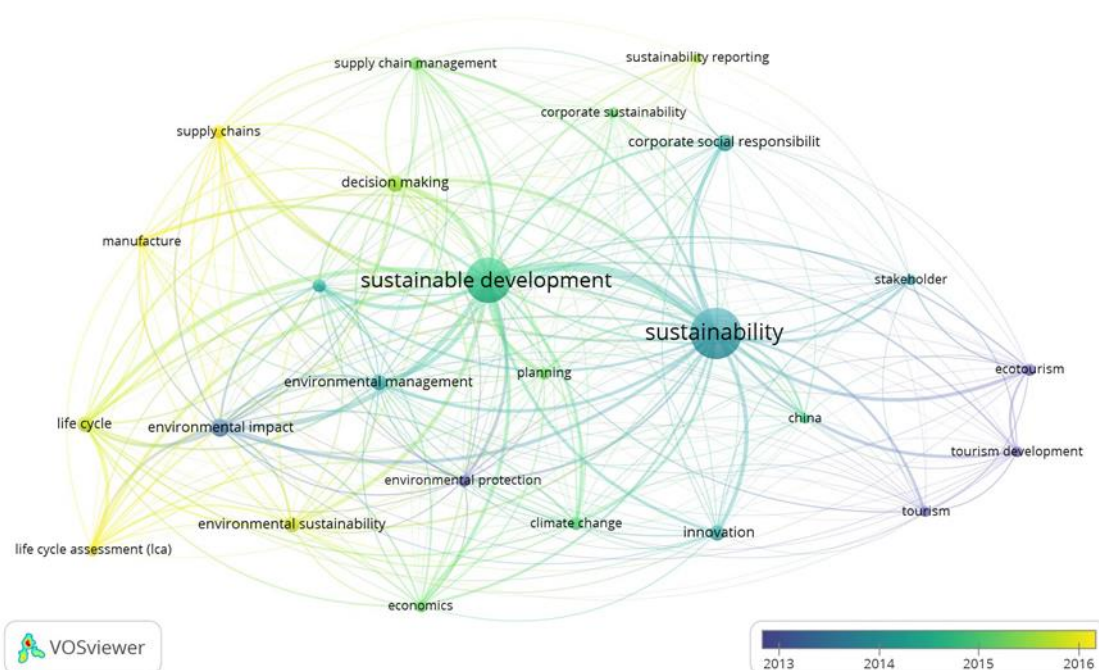 sustainability reporting
supply chain management
corporate sustainability
supply chains
corporate social responsibilit
decision making
manufacture
sustainable development
stakeholder
sustainability
ecotourism
planning
environmental management
china
life cycle
environmental impact
tourism development
environmental protection
tourism
environmental sustainability
climate change
innovation
life cycle assessment (lca)
economics
VOSviewer
2013 2014 2015 2016